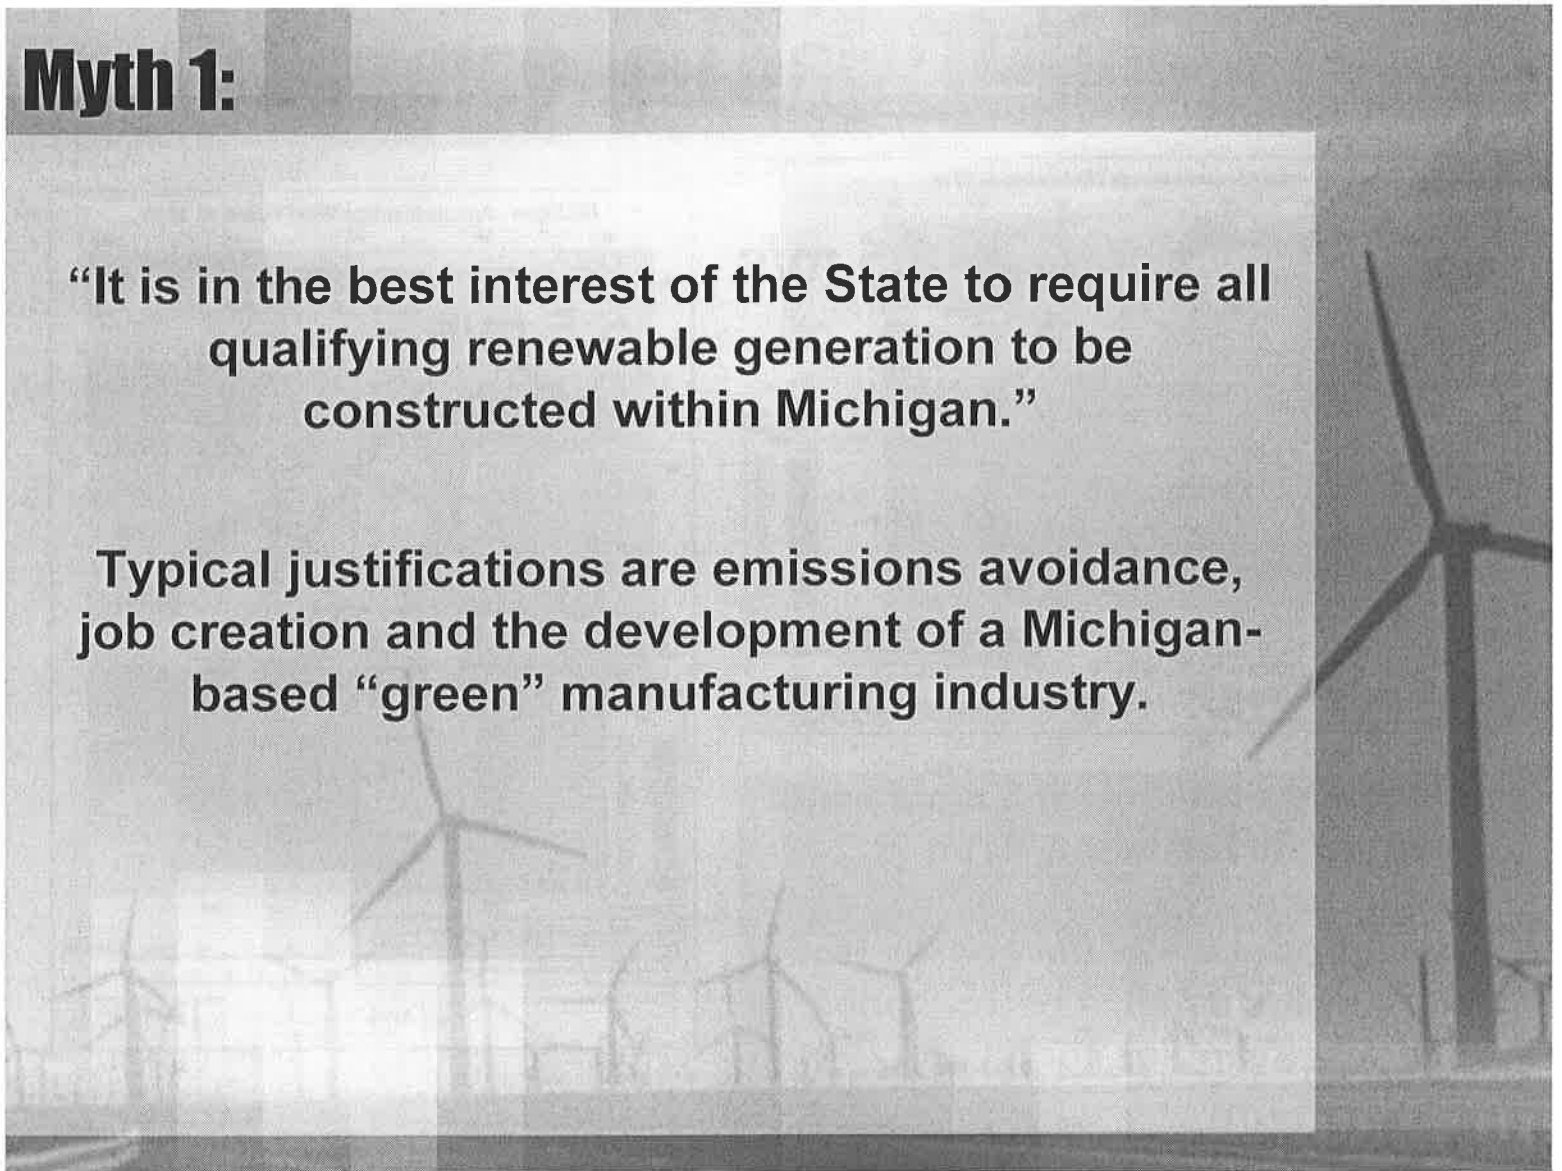 Myth 1:
“It is in the best interest of the State to require all
qualifying renewable generation to be
constructed within Michigan.”
Typical justifications are emissions avoidance,
job creation and the development of a Michigan-
based “green” manufacturing industry.